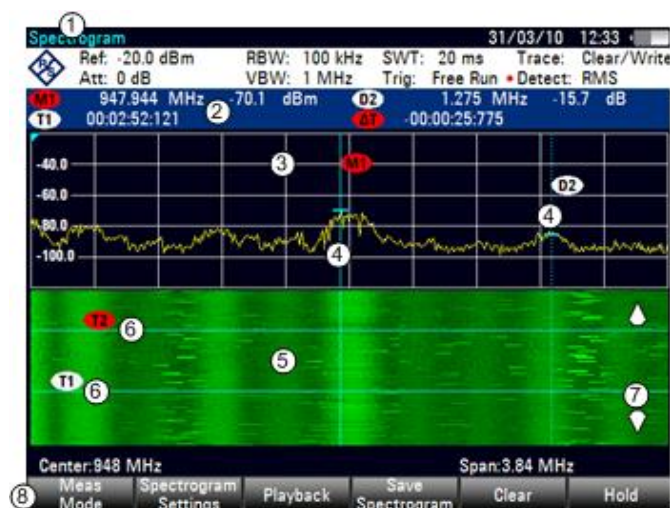 1
Spectrogram 31/03/10 12:33
R S Ref: -20.0 dBm RBW: 100 kHz SWT: 20 ms Trace: Clear/Write
Att: 0 dB VBW: 1 MHz Trig: Free Run • Detect: RMS
M1 947.944 MHz -70.1 dBm D2 1.275 MHz -15.7 dB
T1 00:02:52:121 2 ΔT -00:00:25:775
-40.0 3 M1
-60.0 D2
-80.0 4
-100.0 4
T2 6
5
T1 6 7
Center:948 MHz Span:3.84 MHz
8 Meas Mode Spectrogram Settings Playback Save Spectrogram Clear Hold